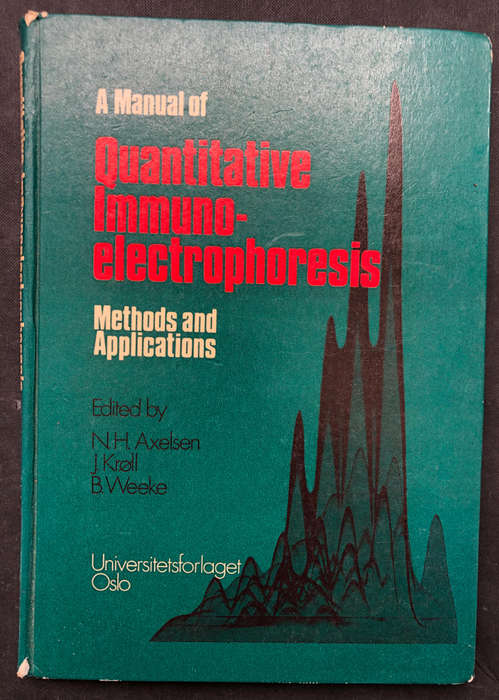 A Manual of
Quantitative
Immuno-
electrophoresis
Methods and
Applications
Edited by
N.H. Axelsen
J. Krøll
B. Weeke
Universitetsforlaget
Oslo